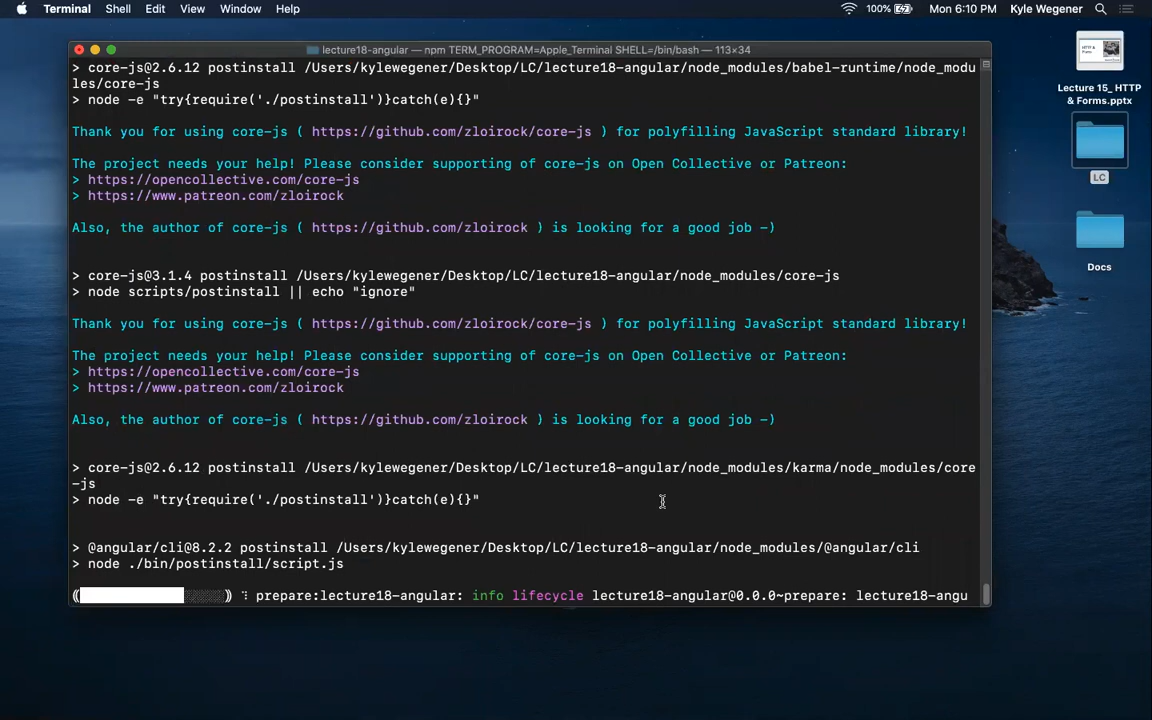 Terminal Shell Edit View Window Help 100% Mon 6:10 PM Kyle Wegener
lecture18-angular — npm TERM_PROGRAM=Apple_Terminal SHELL=/bin/bash — 113×34
> core-js@2.6.12 postinstall /Users/kylewegener/Desktop/LC/lecture18-angular/node_modules/babel-runtime/node_modu
les/core-js
> node -e "try{require('./postinstall')}catch(e){}"
Thank you for using core-js ( https://github.com/zloirock/core-js ) for polyfilling JavaScript standard library!
The project needs your help! Please consider supporting of core-js on Open Collective or Patreon:
> https://opencollective.com/core-js
> https://www.patreon.com/zloirock
Also, the author of core-js ( https://github.com/zloirock ) is looking for a good job -)
> core-js@3.1.4 postinstall /Users/kylewegener/Desktop/LC/lecture18-angular/node_modules/core-js
> node scripts/postinstall || echo "ignore"
Thank you for using core-js ( https://github.com/zloirock/core-js ) for polyfilling JavaScript standard library!
The project needs your help! Please consider supporting of core-js on Open Collective or Patreon:
> https://opencollective.com/core-js
> https://www.patreon.com/zloirock
Also, the author of core-js ( https://github.com/zloirock ) is looking for a good job -)
> core-js@2.6.12 postinstall /Users/kylewegener/Desktop/LC/lecture18-angular/node_modules/karma/node_modules/core
-js
> node -e "try{require('./postinstall')}catch(e){}"
> @angular/cli@8.2.2 postinstall /Users/kylewegener/Desktop/LC/lecture18-angular/node_modules/@angular/cli
> node ./bin/postinstall/script.js
prepare:lecture18-angular: info lifecycle lecture18-angular@0.0.0~prepare: lecture18-angu
HTTP &
Forms
Lecture 15_ HTTP
& Forms.pptx
LC
Docs